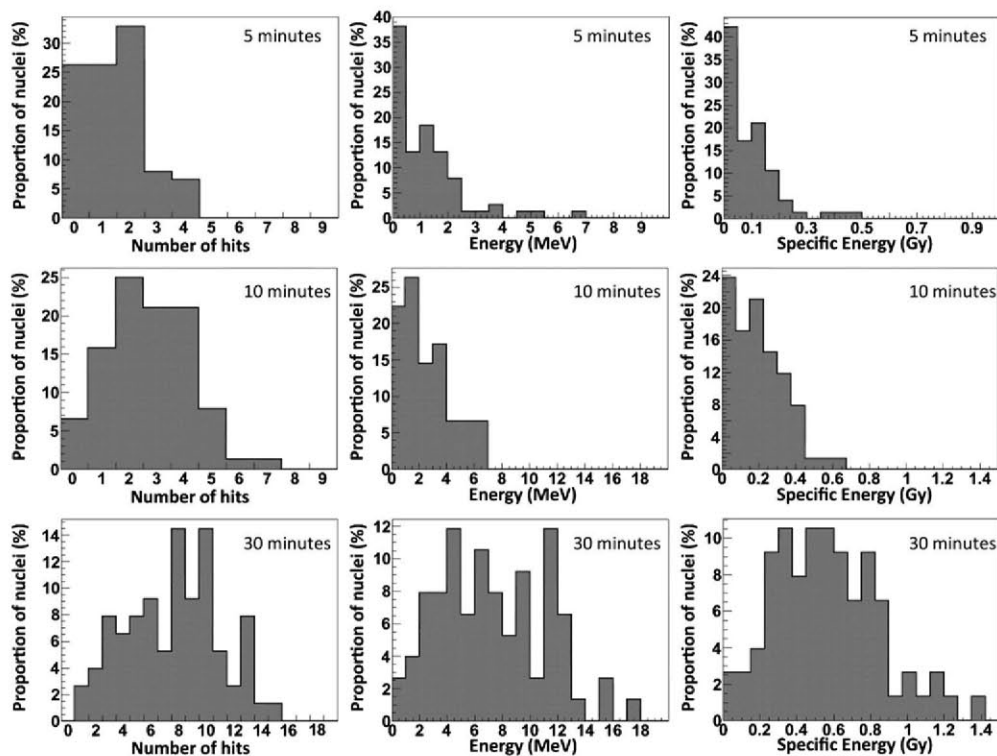 Proportion of nuclei (%)
30
25
20
15
10
5
0
5 minutes
0 1 2 3 4 5 6 7 8 9
Number of hits
Proportion of nuclei (%)
40
35
30
25
20
15
10
5
0
5 minutes
0 1 2 3 4 5 6 7 8 9
Energy (MeV)
Proportion of nuclei (%)
40
35
30
25
20
15
10
5
0
5 minutes
0.1 0.3 0.5 0.7 0.9
Specific Energy (Gy)
Proportion of nuclei (%)
25
20
15
10
5
0
10 minutes
0 1 2 3 4 5 6 7 8 9
Number of hits
Proportion of nuclei (%)
25
20
15
10
5
0
10 minutes
0 2 4 6 8 10 12 14 16 18
Energy (MeV)
Proportion of nuclei (%)
24
20
16
12
8
4
0
10 minutes
0.2 0.4 0.6 0.8 1 1.2 1.4
Specific Energy (Gy)
Proportion of nuclei (%)
14
12
10
8
6
4
2
0
30 minutes
2 4 6 8 10 12 14 16 18
Number of hits
Proportion of nuclei (%)
12
10
8
6
4
2
0
30 minutes
0 2 4 6 8 10 12 14 16 18
Energy (MeV)
Proportion of nuclei (%)
10
8
6
4
2
0
30 minutes
0.2 0.4 0.6 0.8 1 1.2 1.4
Specific Energy (Gy)